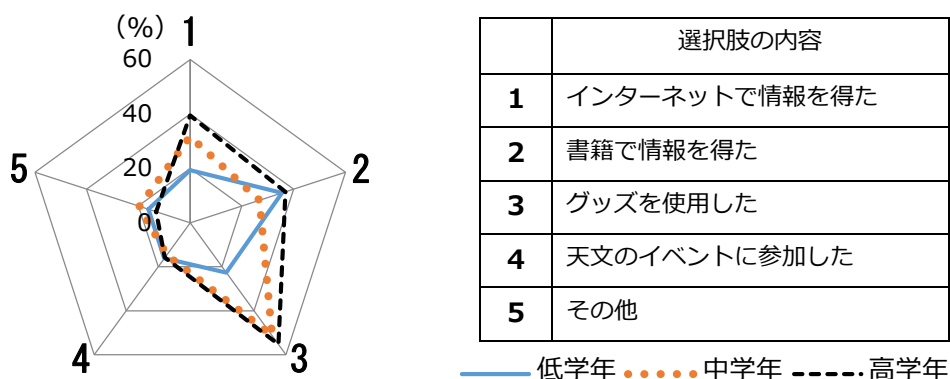 (%)
1
60
40
20
0
5
2
4
3
選択肢の内容
1 インターネットで情報を得た
2 書籍で情報を得た
3 グッズを使用した
4 天文のイベントに参加した
5 その他
低学年 中学年 高学年